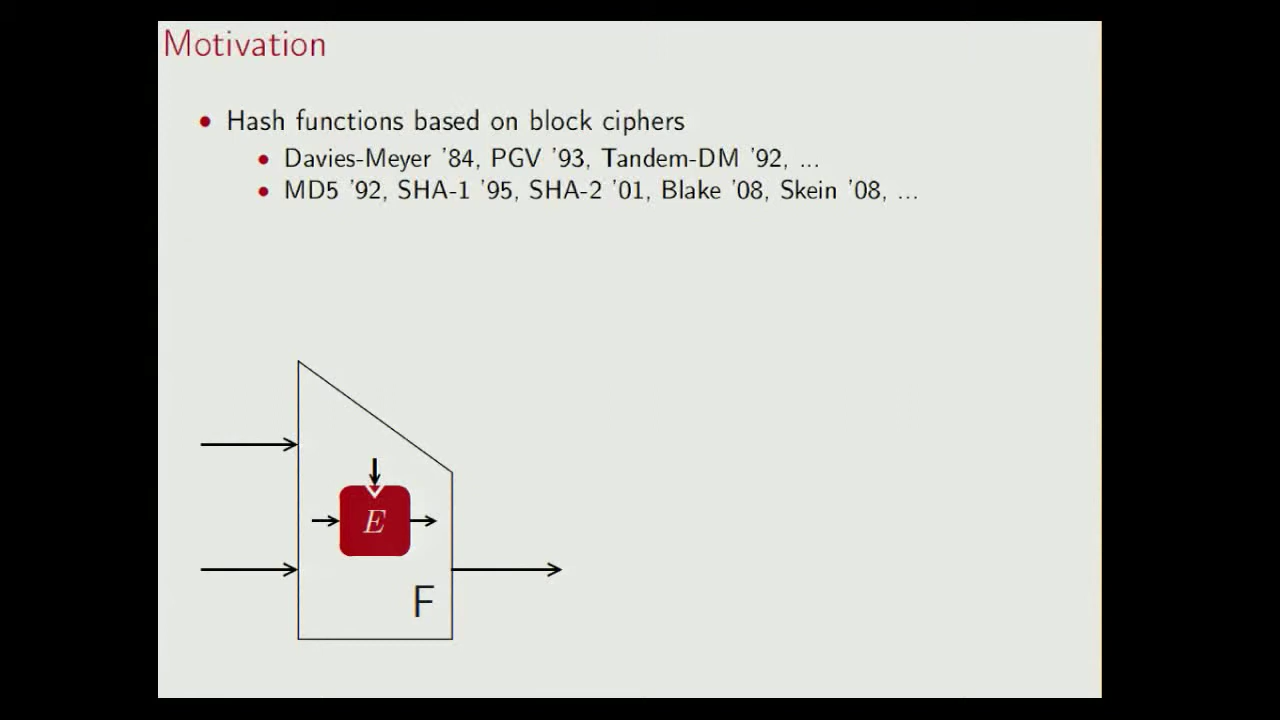 Motivation
• Hash functions based on block ciphers
• Davies-Meyer '84, PGV '93, Tandem-DM '92, ...
• MD5 '92, SHA-1 '95, SHA-2 '01, Blake '08, Skein '08, ...
E
F